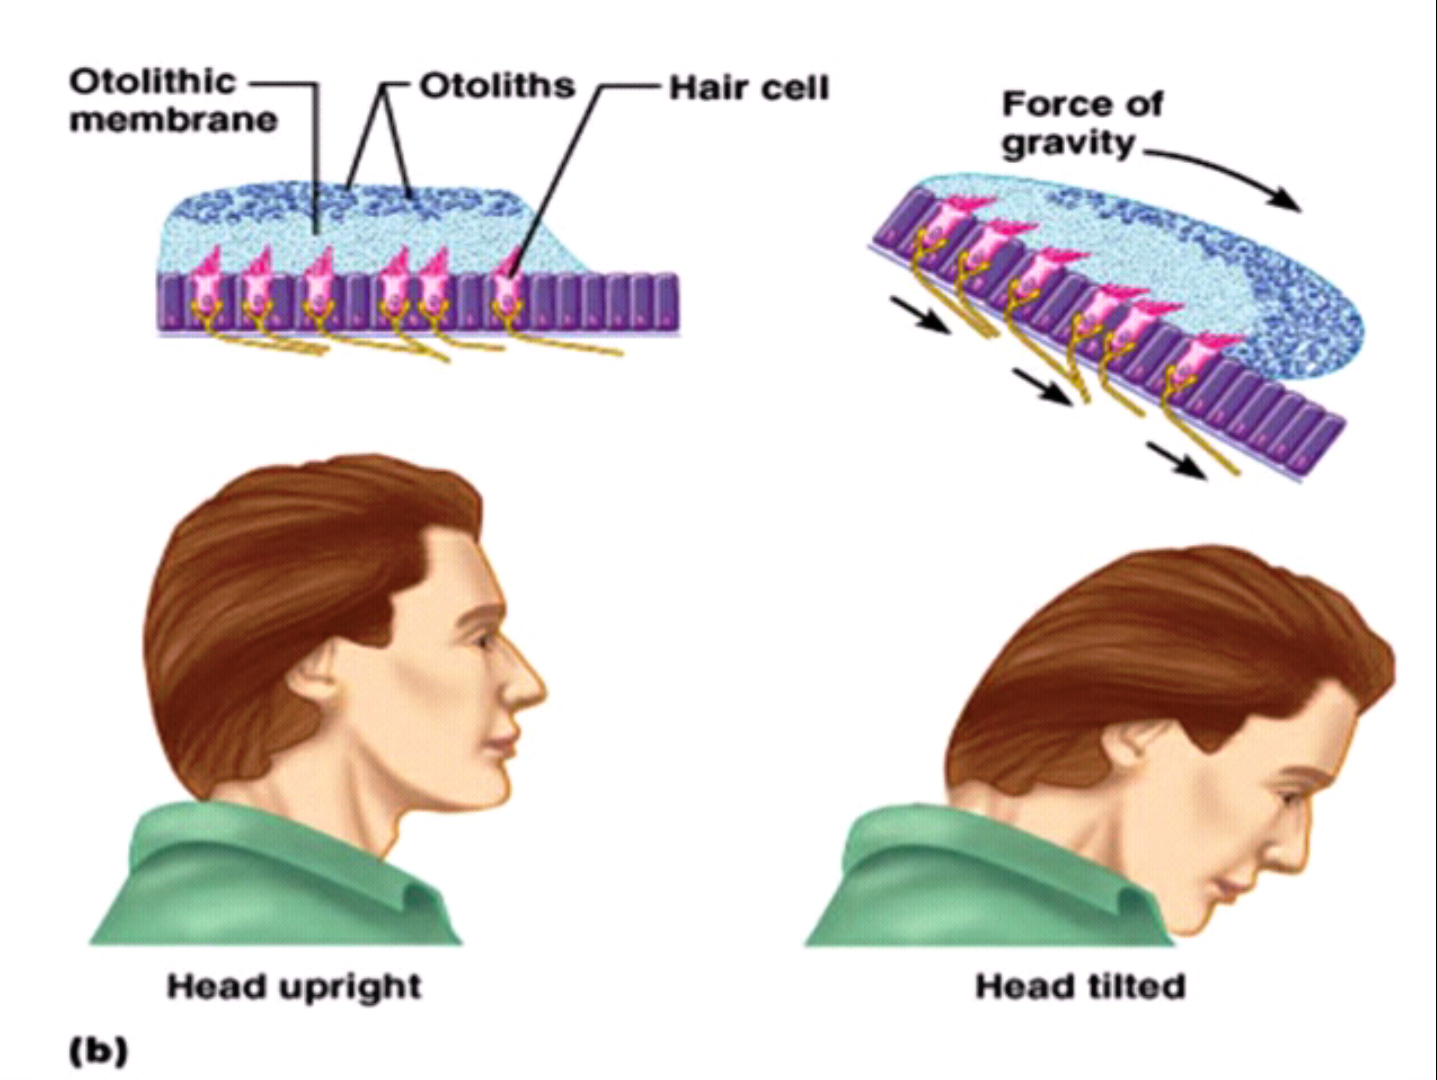 Otolithic
membrane
Otoliths
Hair cell
Force of
gravity
Head upright
Head tilted
(b)